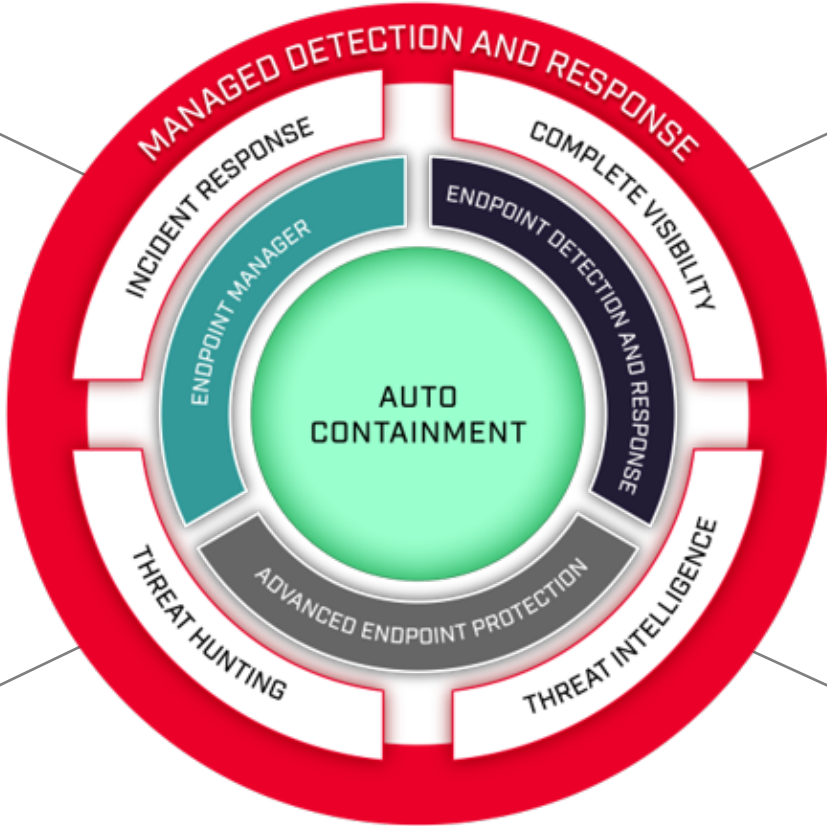 MANAGED DETECTION AND RESPONSE
INCIDENT RESPONSE
COMPLETE VISIBILITY
ENDPOINT MANAGER
ENDPOINT DETECTION AND RESPONSE
AUTO
CONTAINMENT
ADVANCED ENDPOINT PROTECTION
THREAT HUNTING
THREAT INTELLIGENCE